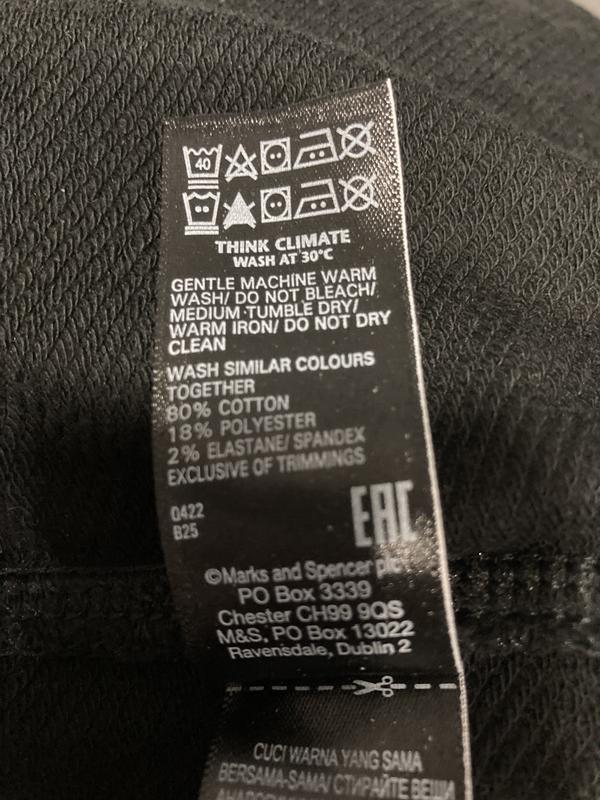 40
THINK CLIMATE
WASH AT 30°C
GENTLE MACHINE WARM
WASH/ DO NOT BLEACH/
MEDIUM TUMBLE DRY/
WARM IRON/ DO NOT DRY
CLEAN
WASH SIMILAR COLOURS
TOGETHER
80% COTTON
18% POLYESTER
2% ELASTANE/ SPANDEX
EXCLUSIVE OF TRIMMINGS
0422
B25
EAC
©Marks and Spencer plc
PO Box 3339
Chester CH99 9QS
M&S, PO Box 13022
Ravensdale, Dublin 2
CUCI WARNA YANG SAMA
BERSAMA-SAMA/ СТИРАЙТЕ ВЕЩИ